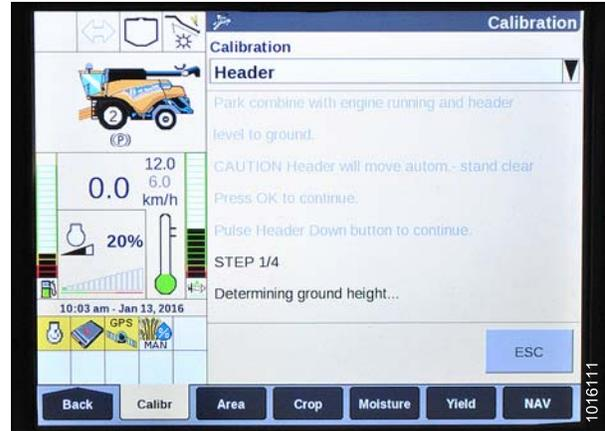 Calibration
Calibration
Header
Park combine with engine running and header
level to ground.
CAUTION Header will move autom.- stand clear
Press OK to continue.
Pulse Header Down button to continue.
STEP 1/4
Determining ground height...
ESC
2
(P)
12.0
0.0
6.0
km/h
20%
10:03 am - Jan 13, 2016
GPS
%
MAN
Back
Calibr
Area
Crop
Moisture
Yield
NAV
1016111